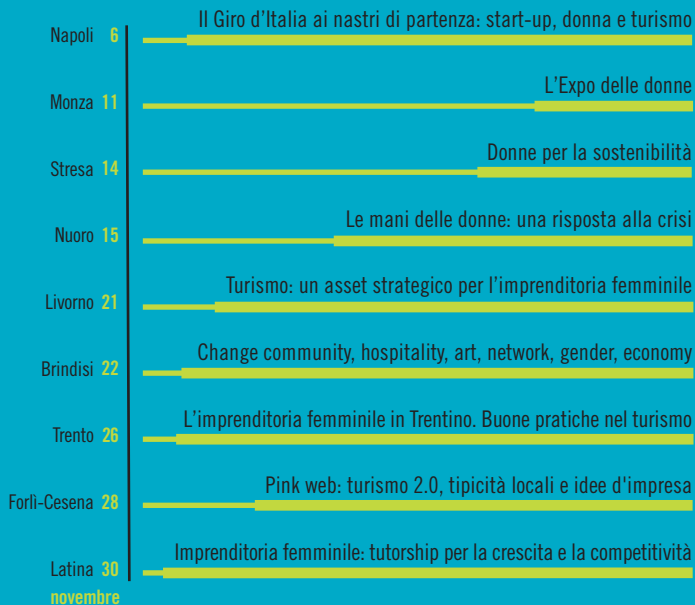 Il Giro d’Italia ai nastri di partenza: start-up, donna e turismo
Napoli 6
L’Expo delle donne
Monza 11
Donne per la sostenibilità
Stresa 14
Le mani delle donne: una risposta alla crisi
Nuoro 15
Turismo: un asset strategico per l’imprenditoria femminile
Livorno 21
Change community, hospitality, art, network, gender, economy
Brindisi 22
L’imprenditoria femminile in Trentino. Buone pratiche nel turismo
Trento 26
Pink web: turismo 2.0, tipicità locali e idee d'impresa
Forlì-Cesena 28
Imprenditoria femminile: tutorship per la crescita e la competitività
Latina 30
novembre